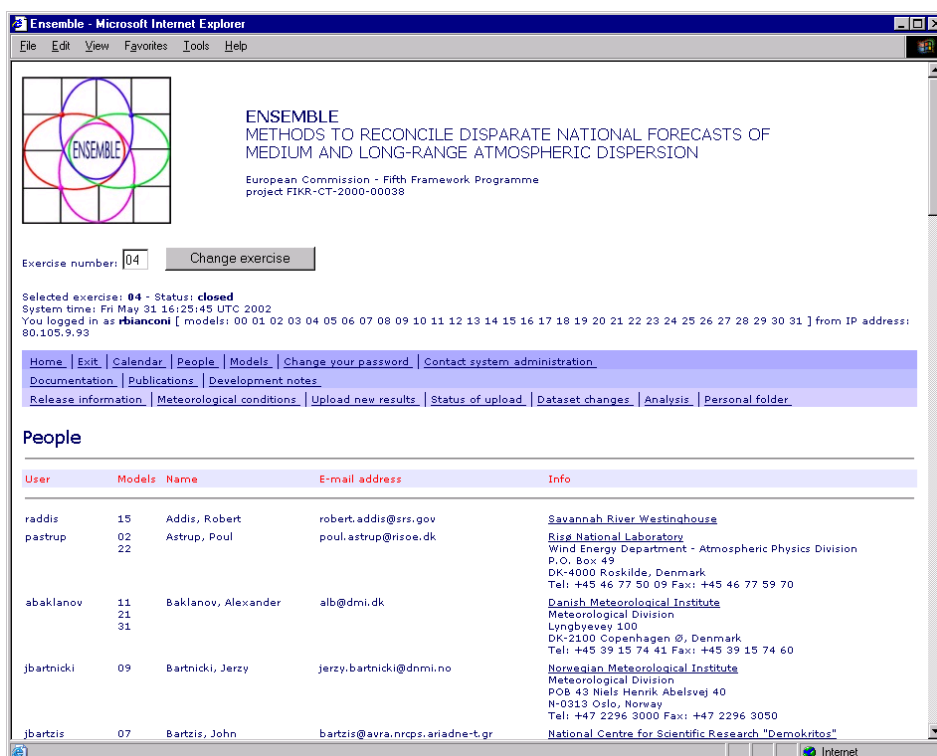 Ensemble - Microsoft Internet Explorer
File Edit View Favorites Tools Help
ENSEMBLE
ENSEMBLE
METHODS TO RECONCILE DISPARATE NATIONAL FORECASTS OF
MEDIUM AND LONG-RANGE ATMOSPHERIC DISPERSION
European Commission - Fifth Framework Programme
project FIKR-CT-2000-00038
Exercise number: 04 Change exercise
Selected exercise: 04 - Status: closed
System time: Fri May 31 16:25:45 UTC 2002
You logged in as rbianconi [ models: 00 01 02 03 04 05 06 07 08 09 10 11 12 13 14 15 16 17 18 19 20 21 22 23 24 25 26 27 28 29 30 31 ] from IP address:
80.105.9.93
Home | Exit | Calendar | People | Models | Change your password | Contact system administration
Documentation | Publications | Development notes
Release information | Meteorological conditions | Upload new results | Status of upload | Dataset changes | Analysis | Personal folder
People
User Models Name E-mail address Info
raddis 15 Addis, Robert robert.addis@srs.gov Savannah River Westinghouse
pastrup 02 Astrup, Poul poul.astrup@risoe.dk Risø National Laboratory
22 Wind Energy Department - Atmospheric Physics Division
P.O. Box 49
DK-4000 Roskilde, Denmark
Tel: +45 46 77 50 09 Fax: +45 46 77 59 70
abaklanov 11 Baklanov, Alexander alb@dmi.dk Danish Meteorological Institute
21 Meteorological Division
31 Lyngbyevey 100
DK-2100 Copenhagen Ø, Denmark
Tel: +45 39 15 74 41 Fax: +45 39 15 74 60
jbartnicki 09 Bartnicki, Jerzy jerzy.bartnicki@dnmi.no Norwegian Meteorological Institute
Meteorological Division
POB 43 Niels Henrik Abelsvej 40
N-0313 Oslo, Norway
Tel: +47 2296 3000 Fax: +47 2296 3050
jbartzis 07 Bartzis, John bartzis@avra.nrcps.ariadne-t.gr National Centre for Scientific Research "Demokritos"
Internet